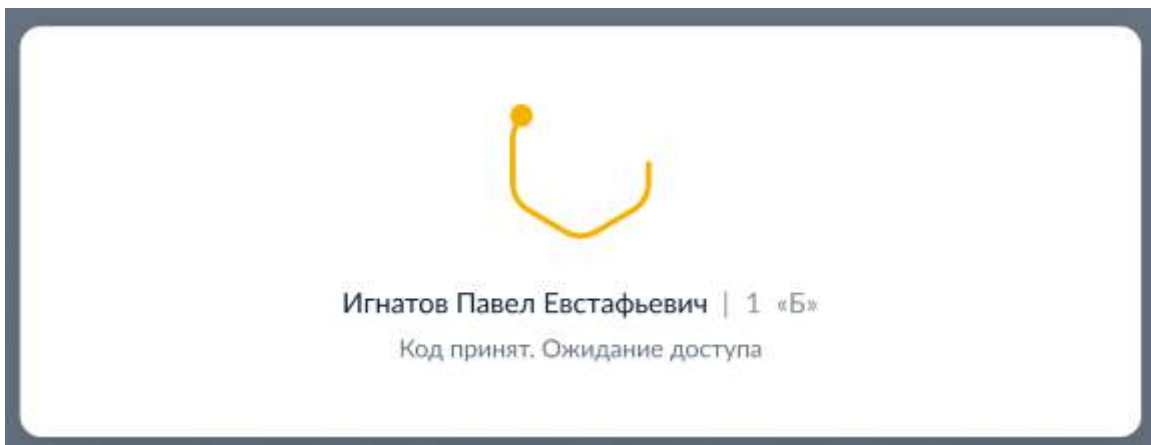 Игнатов Павел Евстафьевич | 1 «Б»
Код принят. Ожидание доступа